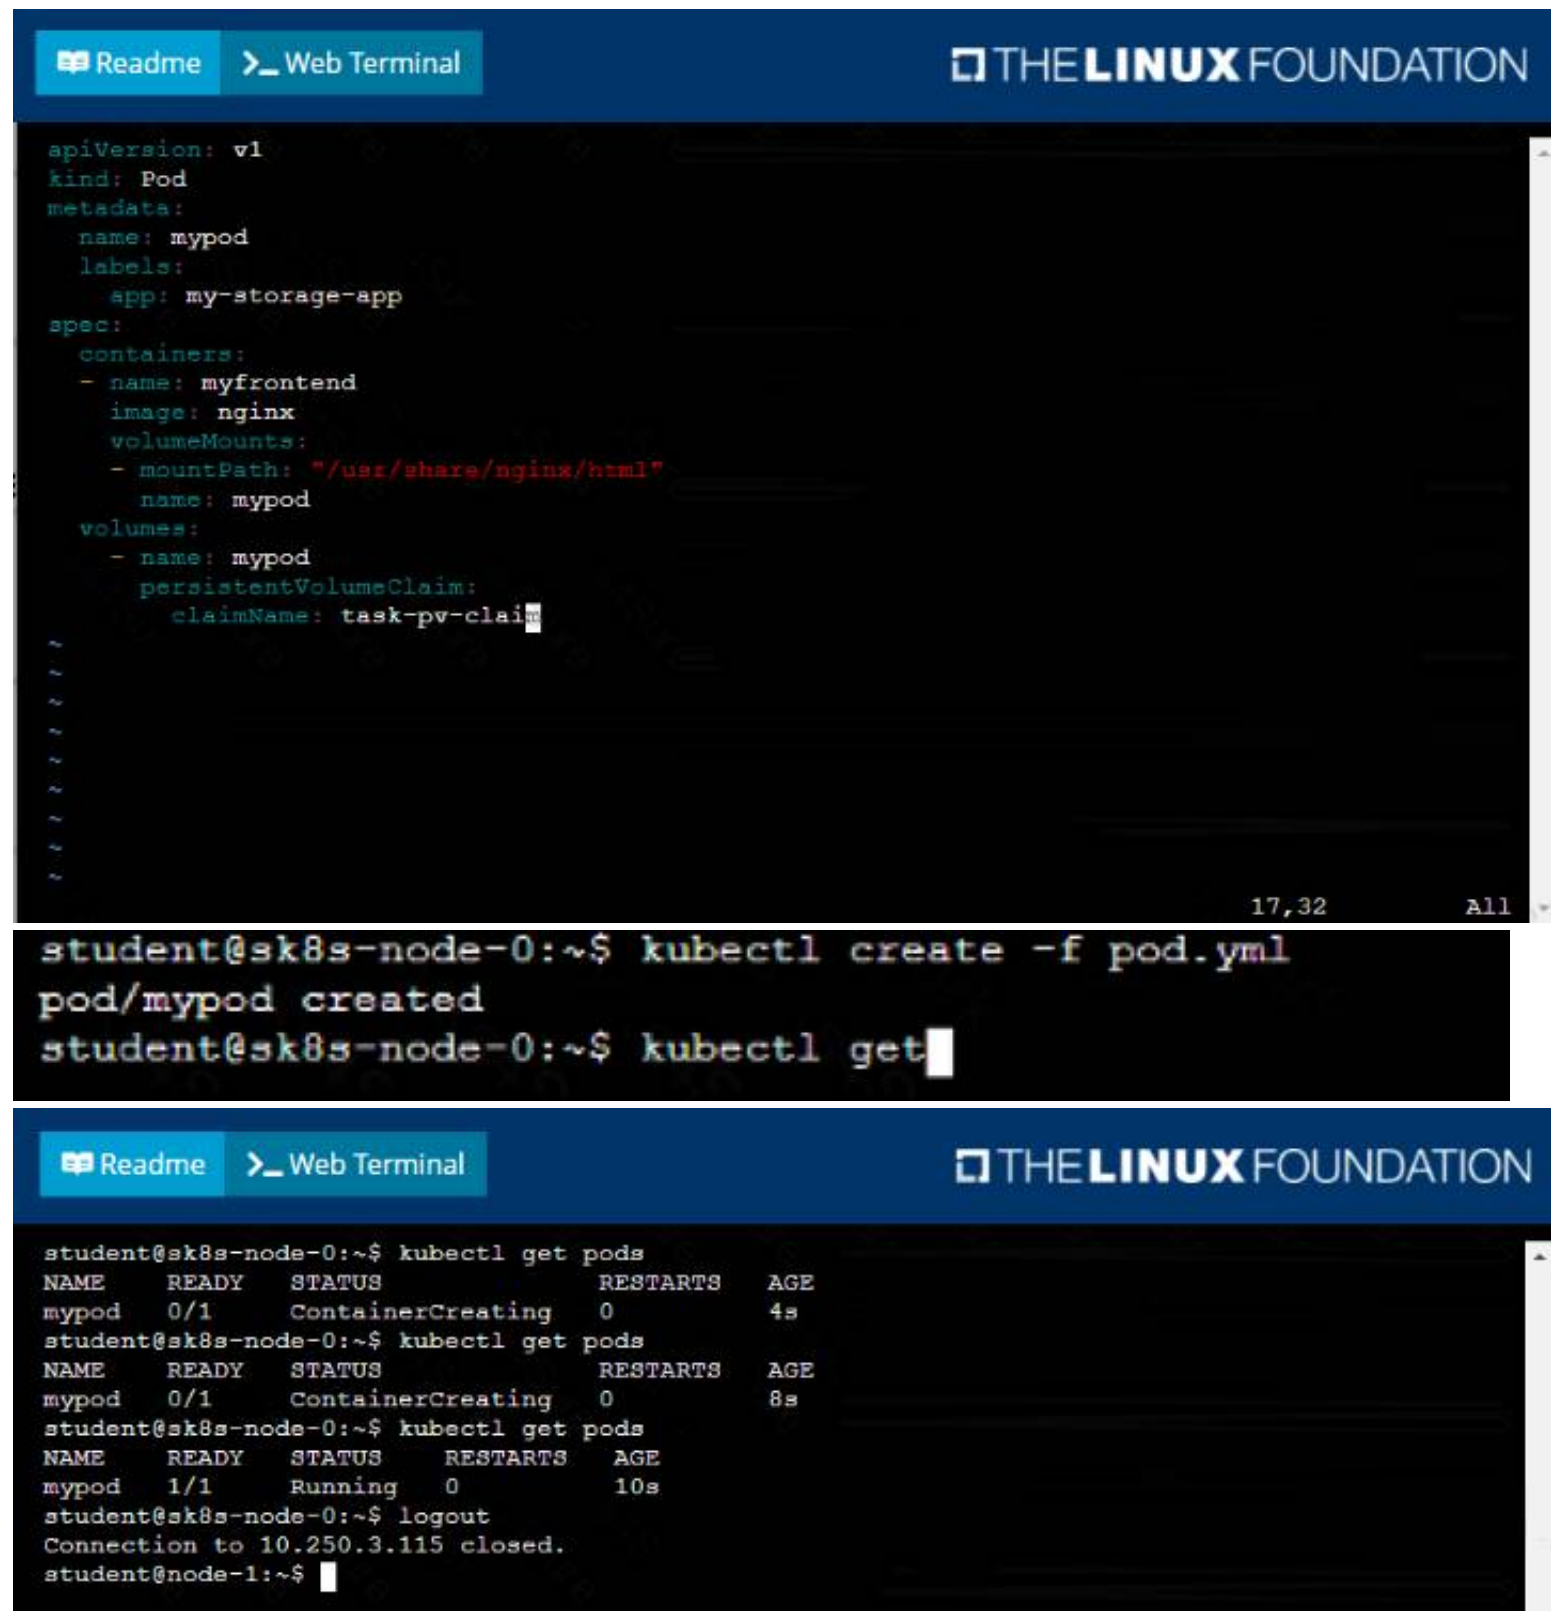 Readme >_ Web Terminal THE LINUX FOUNDATION
apiVersion: v1
kind: Pod
metadata:
  name: mypod
  labels:
    app: my-storage-app
spec:
  containers:
  - name: myfrontend
    image: nginx
    volumeMounts:
    - mountPath: "/usr/share/nginx/html"
      name: mypod
  volumes:
    - name: mypod
      persistentVolumeClaim:
        claimName: task-pv-claim
~
~
~
~
~
~
~
~
~
17,32 All
student@sk8s-node-0:~$ kubectl create -f pod.yml
pod/mypod created
student@sk8s-node-0:~$ kubectl get
Readme >_ Web Terminal THE LINUX FOUNDATION
student@sk8s-node-0:~$ kubectl get pods
NAME READY STATUS RESTARTS AGE
mypod 0/1 ContainerCreating 0 4s
student@sk8s-node-0:~$ kubectl get pods
NAME READY STATUS RESTARTS AGE
mypod 0/1 ContainerCreating 0 8s
student@sk8s-node-0:~$ kubectl get pods
NAME READY STATUS RESTARTS AGE
mypod 1/1 Running 0 10s
student@sk8s-node-0:~$ logout
Connection to 10.250.3.115 closed.
student@node-1:~$